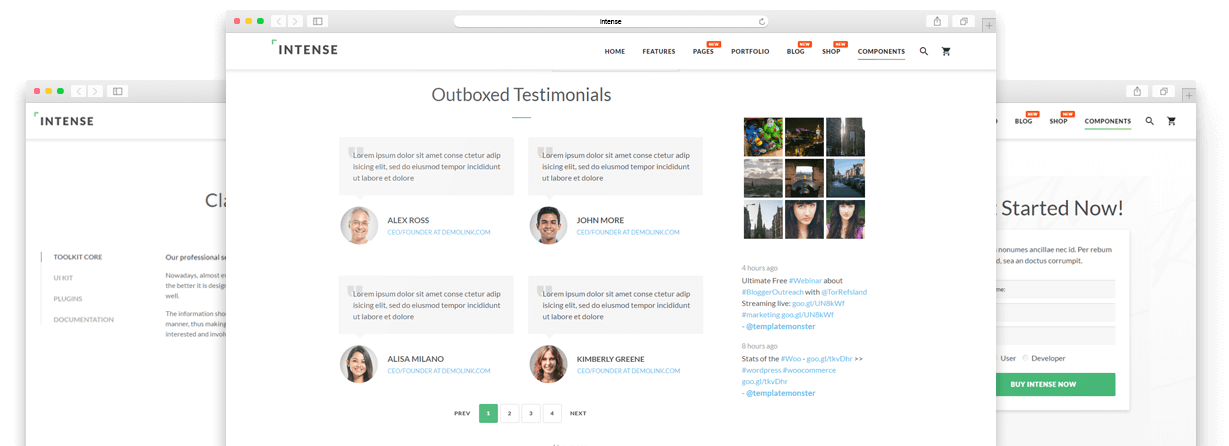 Intense
INTENSE
HOME FEATURES PAGES NEW PORTFOLIO BLOG NEW SHOP NEW COMPONENTS
Outboxed Testimonials
Lorem ipsum dolor sit amet conse ctetur adip
isicing elit, sed do eiusmod tempor incididunt
ut labore et dolore
ALEX ROSS
CEO/FOUNDER AT DEMOLINK.COM
Lorem ipsum dolor sit amet conse ctetur adip
isicing elit, sed do eiusmod tempor incididunt
ut labore et dolore
JOHN MORE
CEO/FOUNDER AT DEMOLINK.COM
Lorem ipsum dolor sit amet conse ctetur adip
isicing elit, sed do eiusmod tempor incididunt
ut labore et dolore
ALISA MILANO
CEO/FOUNDER AT DEMOLINK.COM
Lorem ipsum dolor sit amet conse ctetur adip
isicing elit, sed do eiusmod tempor incididunt
ut labore et dolore
KIMBERLY GREENE
CEO/FOUNDER AT DEMOLINK.COM
PREV 1 2 3 4 NEXT
4 hours ago
Ultimate Free #Webinar about
#BloggerOutreach with @TorRefsland
Streaming live: goo.gl/UN8kWf
#marketing goo.gl/UN8kWf
- @templatemonster
8 hours ago
Stats of the #Woo - goo.gl/tkvDhr >>
#wordpress #woocommerce
goo.gl/tkvDhr
- @templatemonster
INTENSE
Cla
TOOLKIT CORE
UI KIT
PLUGINS
DOCUMENTATION
Our professional se
Nowadays, almost ev
the better it is design
well.
The information shou
manner, thus making
interested and involv
BLOG NEW SHOP NEW COMPONENTS
t Started Now!
n nonumes ancillae nec id. Per rebum
d, sea an doctus corrumpit.
me:
User Developer
BUY INTENSE NOW